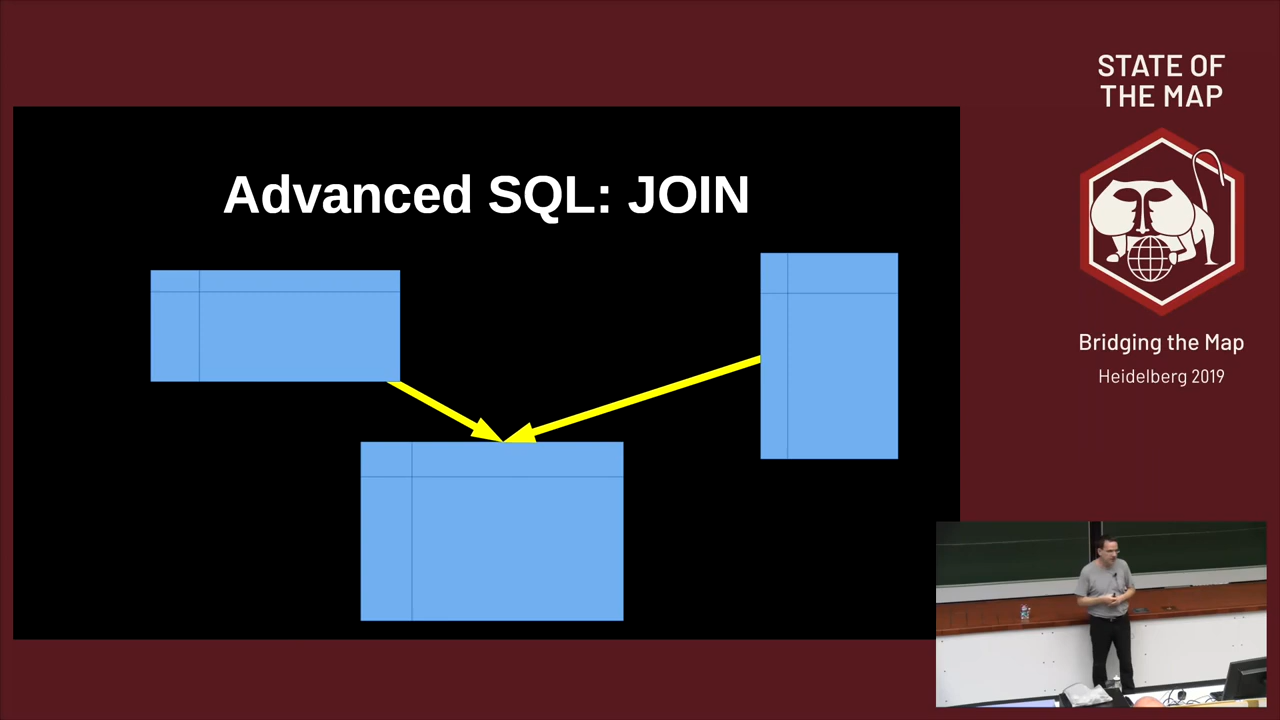 Advanced SQL: JOIN
STATE OF
THE MAP
Bridging the Map
Heidelberg 2019